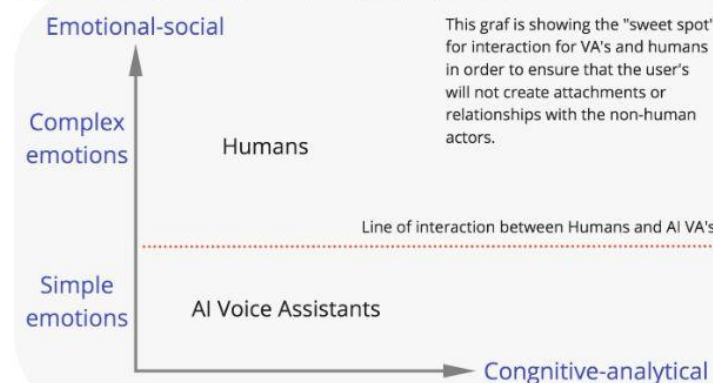 Emotional-social
This graf is showing the "sweet spot"
for interaction for VA's and humans
in order to ensure that the user's
will not create attachments or
relationships with the non-human
actors.
Complex
emotions
Humans
Line of interaction between Humans and AI VA's
Simple
emotions
AI Voice Assistants
Congnitive-analytical